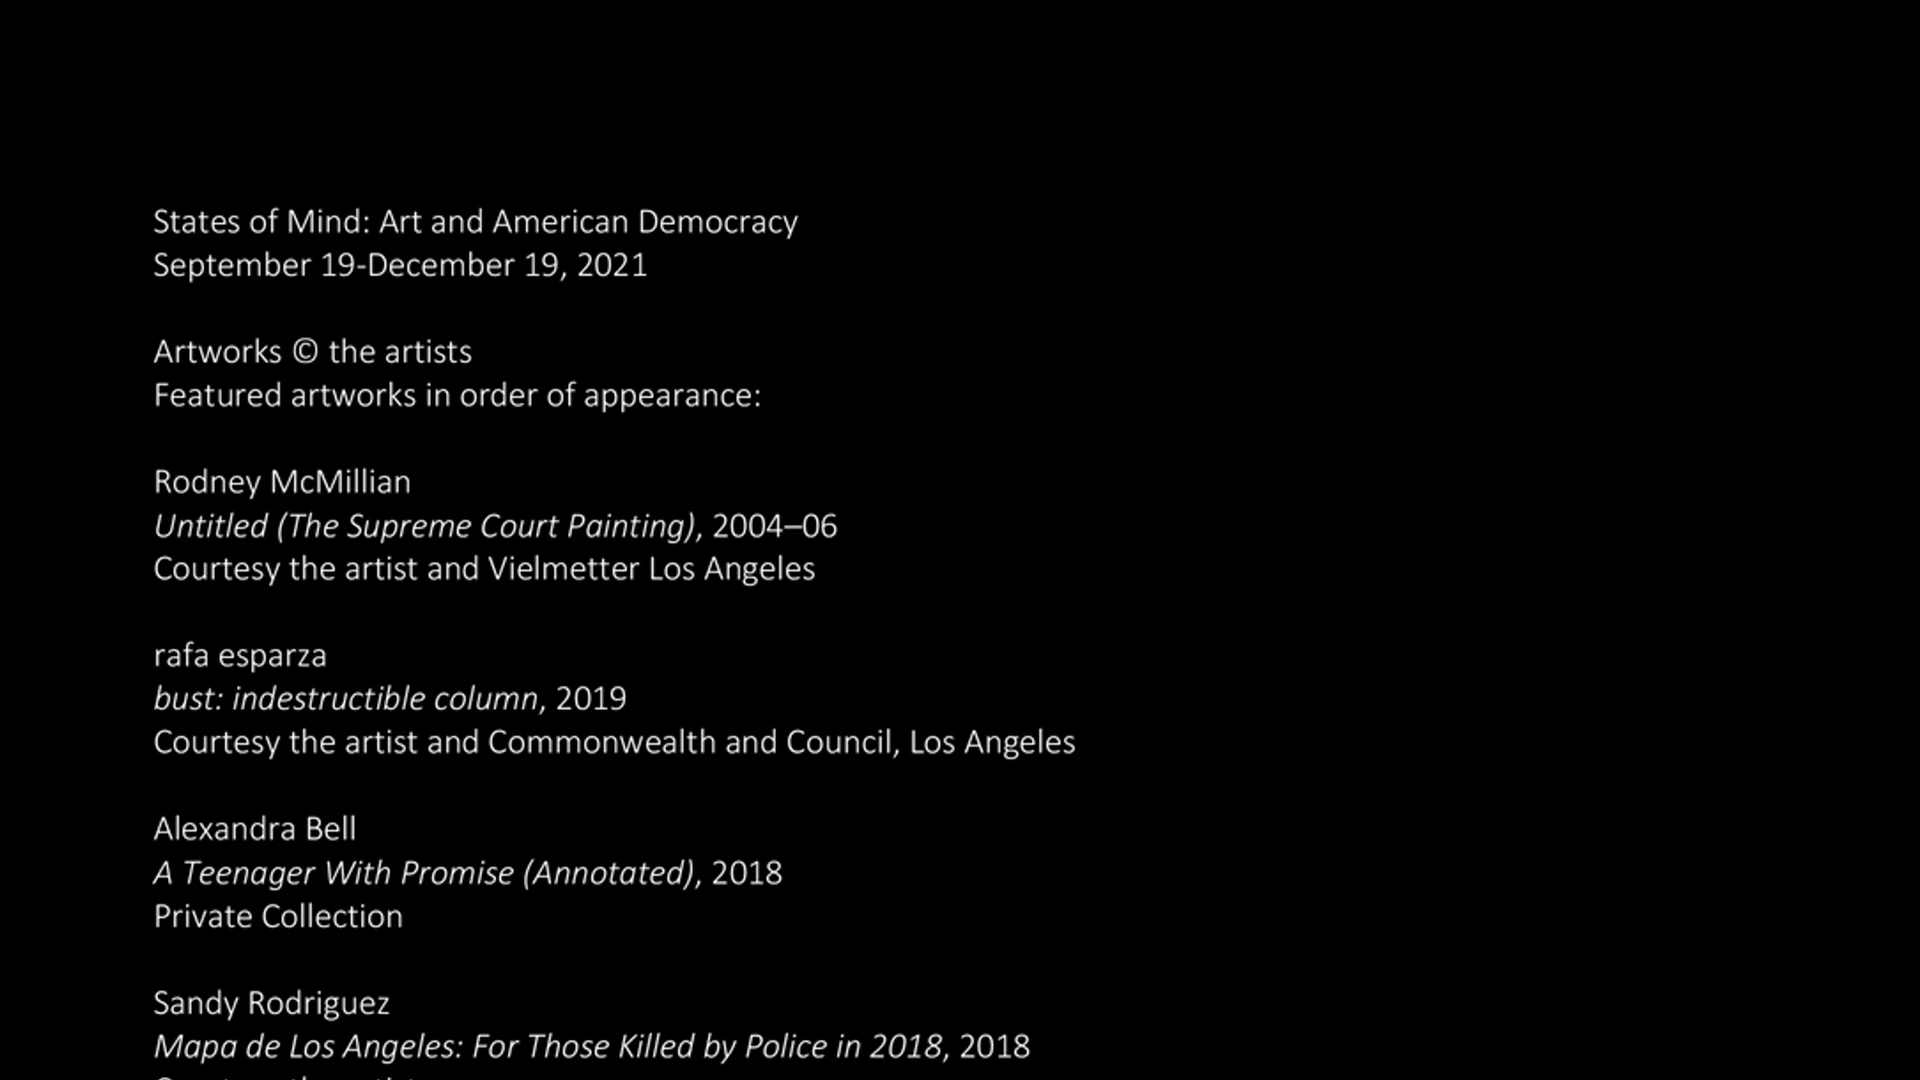 States of Mind: Art and American Democracy
September 19-December 19, 2021
Artworks © the artists
Featured artworks in order of appearance:
Rodney McMillian
Untitled (The Supreme Court Painting), 2004–06
Courtesy the artist and Vielmetter Los Angeles
rafa esparza
bust: indestructible column, 2019
Courtesy the artist and Commonwealth and Council, Los Angeles
Alexandra Bell
A Teenager With Promise (Annotated), 2018
Private Collection
Sandy Rodriguez
Mapa de Los Angeles: For Those Killed by Police in 2018, 2018